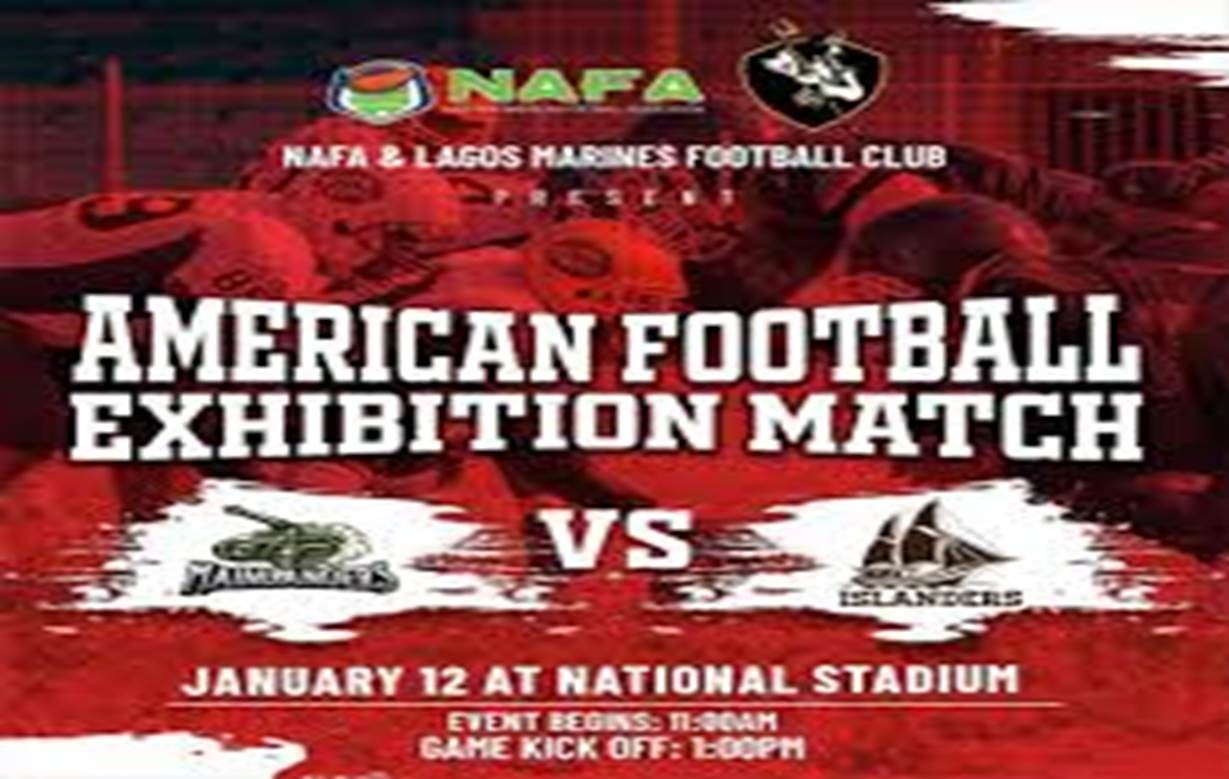 NAFA
NAFA & LAGOS MARINES FOOTBALL CLUB
PRESENT
AMERICAN FOOTBALL
EXHIBITION MATCH
VS
ISLANDERS
JANUARY 12 AT NATIONAL STADIUM
EVENT BEGINS: 11:00AM
GAME KICK OFF: 1:00PM